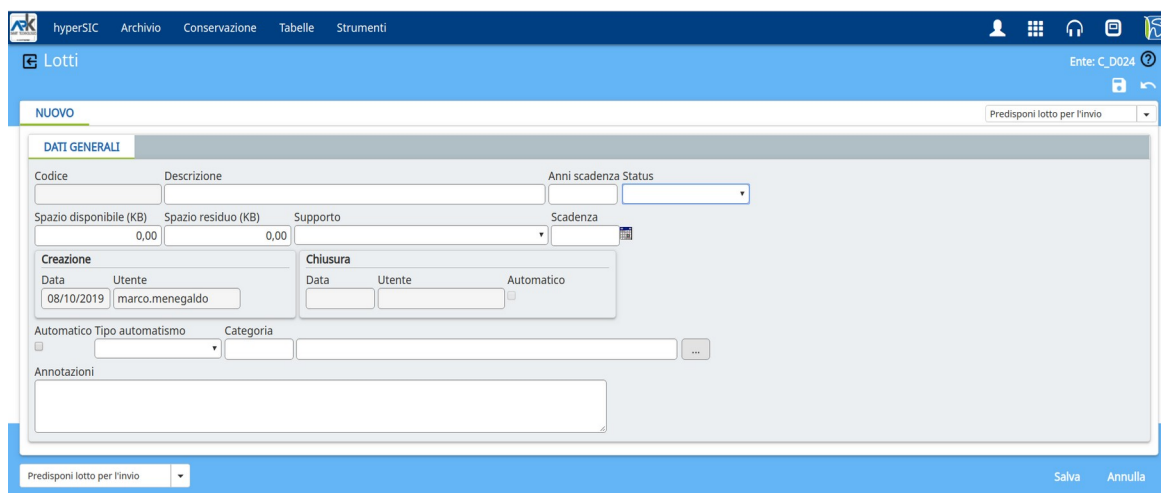 hyperSIC Archivio Conservazione Tabelle Strumenti
Lotti
Ente: C_D024
NUOVO
Predisponi lotto per l'invio
DATI GENERALI
Codice Descrizione Anni scadenza Status
Spazio disponibile (KB) Spazio residuo (KB) Supporto Scadenza
0,00 0,00
Creazione Chiusura
Data Utente Data Utente Automatico
08/10/2019 marco.menegaldo
Automatico Tipo automatismo Categoria
...
Annotazioni
Predisponi lotto per l'invio
Salva Annulla